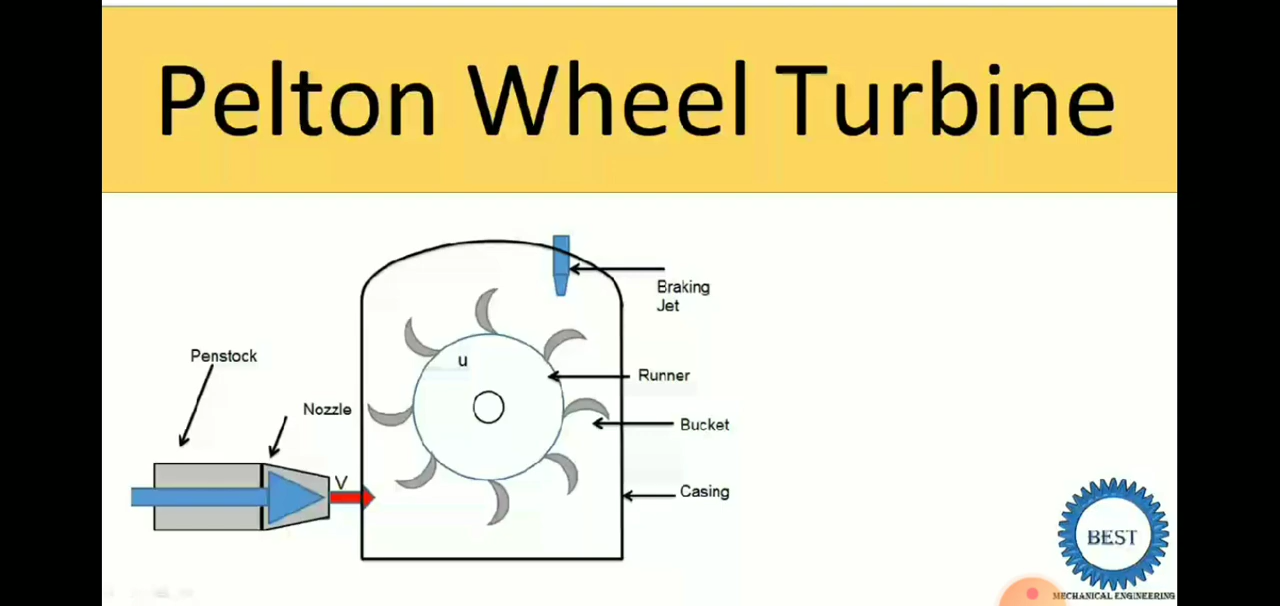 Pelton Wheel Turbine
Braking
Jet
Penstock
u
Runner
Nozzle
Bucket
V
Casing
BEST
MECHANICAL ENGINEERING